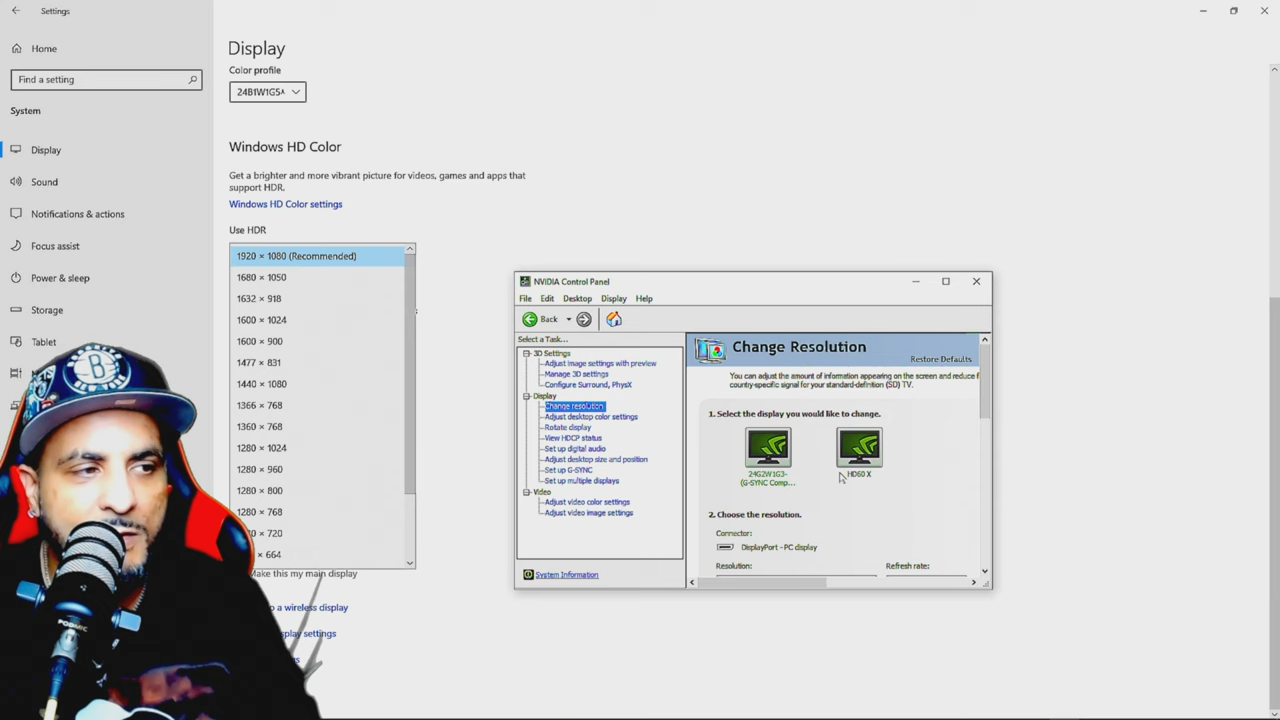 Settings
Home
Find a setting
System
Display
Sound
Notifications & actions
Focus assist
Power & sleep
Storage
Tablet
Display
Color profile
Windows HD Color
Get a brighter and more vibrant picture for videos, games and apps that
support HDR.
Windows HD Color settings
Use HDR
1920 × 1080 (Recommended)
1680 × 1050
1632 × 918
1600 × 1024
1600 × 900
1477 × 831
1440 × 1080
1366 × 768
1360 × 768
1280 × 1024
1280 × 960
1280 × 800
1280 × 768
× 720
× 664
Make this my main display
a wireless display
settings
NVIDIA Control Panel
File Edit Desktop Display Help
Back
Select a Task...
3D Settings
Adjust image settings with preview
Manage 3D settings
Configure Surround, PhysX
Display
Change resolution
Adjust desktop color settings
Rotate display
View HDCP status
Set up digital audio
Adjust desktop size and position
Set up G-SYNC
Set up multiple displays
Video
Adjust video color settings
Adjust video image settings
System Information
Change Resolution
Restore Defaults
You can adjust the amount of information appearing on the screen and reduce
country-specific signal for your standard-definition (SD) TV.
1. Select the display you would like to change.
24G2W1G3-
(G-SYNC Comp...
HD60 X
2. Choose the resolution.
Connector:
DisplayPort - PC display
Resolution:
Refresh rate:
B
PODMIC